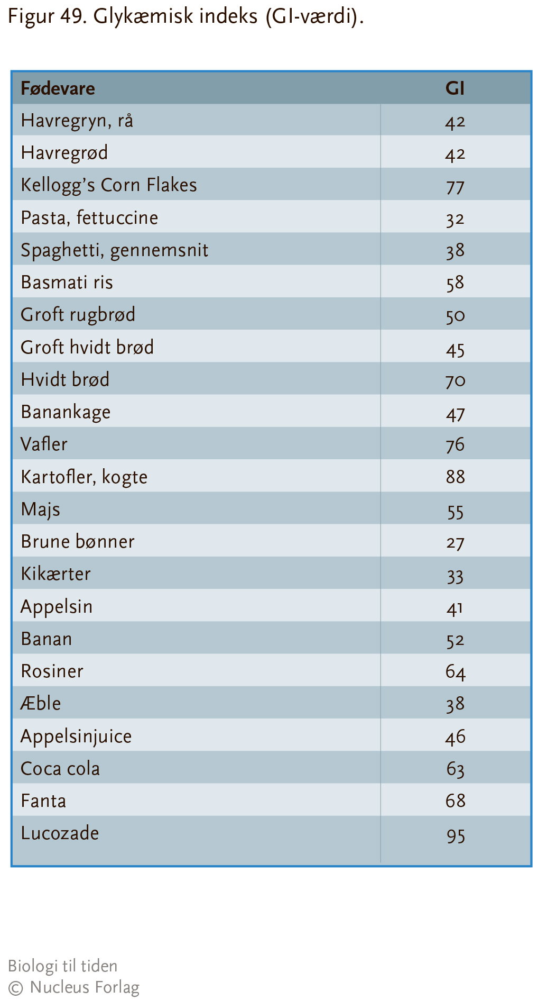 Figur 49. Glykæmisk indeks (GI-værdi).
Fødevare GI
Havregryn, rå 42
Havregrød 42
Kellogg’s Corn Flakes 77
Pasta, fettuccine 32
Spaghetti, gennemsnit 38
Basmati ris 58
Groft rugbrød 50
Groft hvidt brød 45
Hvidt brød 70
Banankage 47
Vafler 76
Kartofler, kogte 88
Majs 55
Brune bønner 27
Kikærter 33
Appelsin 41
Banan 52
Rosiner 64
Æble 38
Appelsinjuice 46
Coca cola 63
Fanta 68
Lucozade 95
Biologi til tiden
© Nucleus Forlag